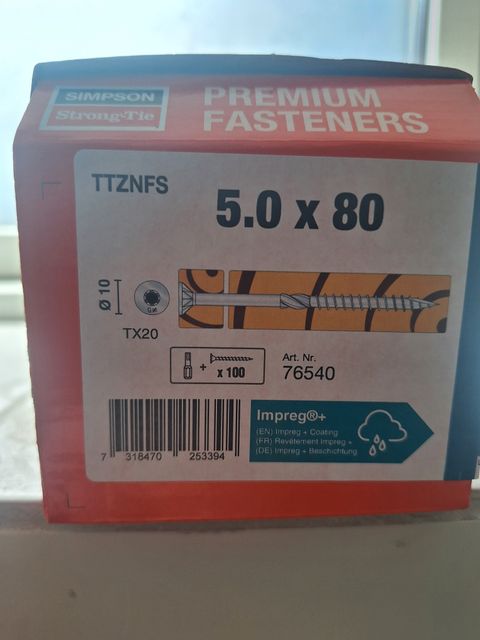 SIMPSON
Strong-Tie
PREMIUM
FASTENERS
TTZNFS
5.0 x 80
Ø 10
TX20
+ x 100
Art. Nr.
76540
Impreg®+
(EN) Impreg + Coating
(FR) Revêtement Impreg +
(DE) Impreg + Beschichtung
7 318470 253394